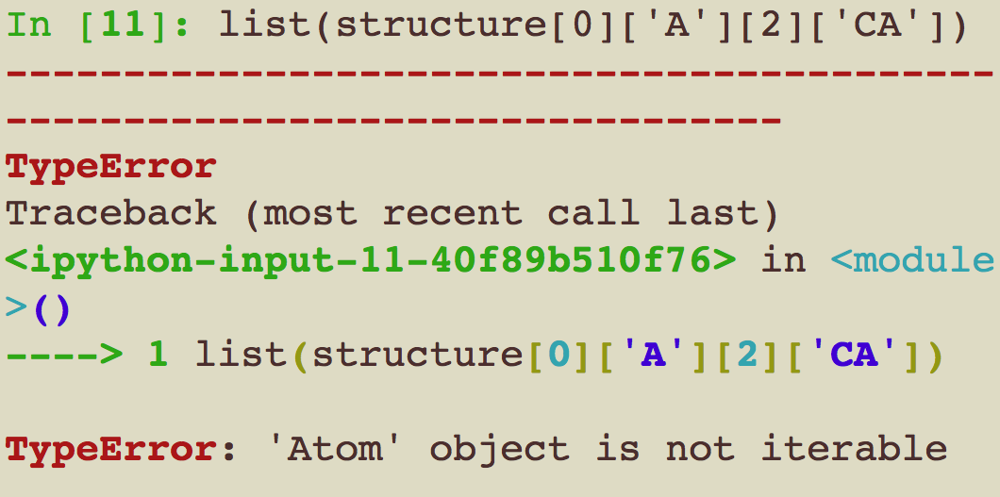 In [11]: list(structure[0]['A'][2]['CA'])
------------------------------------------
---------------------------------
TypeError
Traceback (most recent call last)
<ipython-input-11-40f89b510f76> in <module
>()
----> 1 list(structure[0]['A'][2]['CA'])
TypeError: 'Atom' object is not iterable